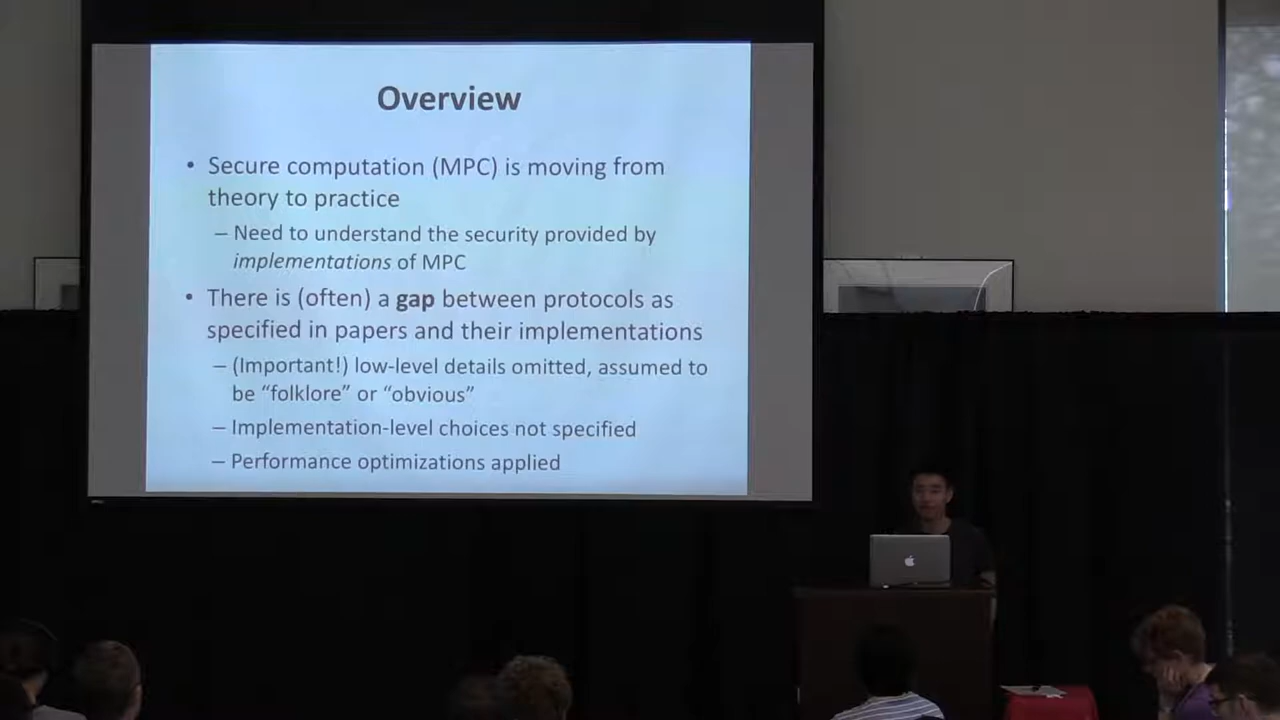 Overview
• Secure computation (MPC) is moving from
theory to practice
– Need to understand the security provided by
implementations of MPC
• There is (often) a gap between protocols as
specified in papers and their implementations
– (Important!) low-level details omitted, assumed to
be “folklore” or “obvious”
– Implementation-level choices not specified
– Performance optimizations applied